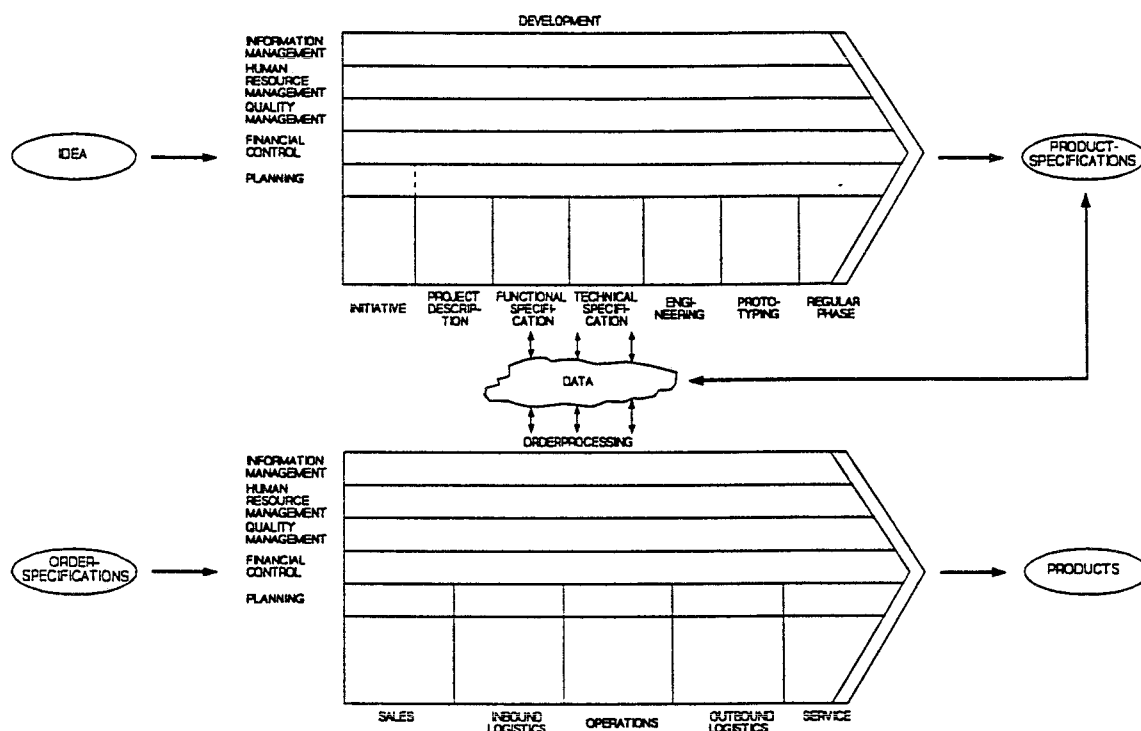 DEVELOPMENT
INFORMATION
MANAGEMENT
HUMAN
RESOURCE
MANAGEMENT
QUALITY
MANAGEMENT
FINANCIAL
CONTROL
PLANNING
IDEA
PRODUCT-
SPECIFICATIONS
INITIATIVE
PROJECT
DESCRIP-
TION
FUNCTIONAL
SPECIFI-
CATION
TECHNICAL
SPECIFI-
CATION
ENGI-
NEERING
PROTO-
TYPING
REGULAR
PHASE
DATA
ORDERPROCESSING
INFORMATION
MANAGEMENT
HUMAN
RESOURCE
MANAGEMENT
QUALITY
MANAGEMENT
FINANCIAL
CONTROL
PLANNING
ORDER-
SPECIFICATIONS
PRODUCTS
SALES
INBOUND
LOGISTICS
OPERATIONS
OUTBOUND
LOGISTICS
SERVICE